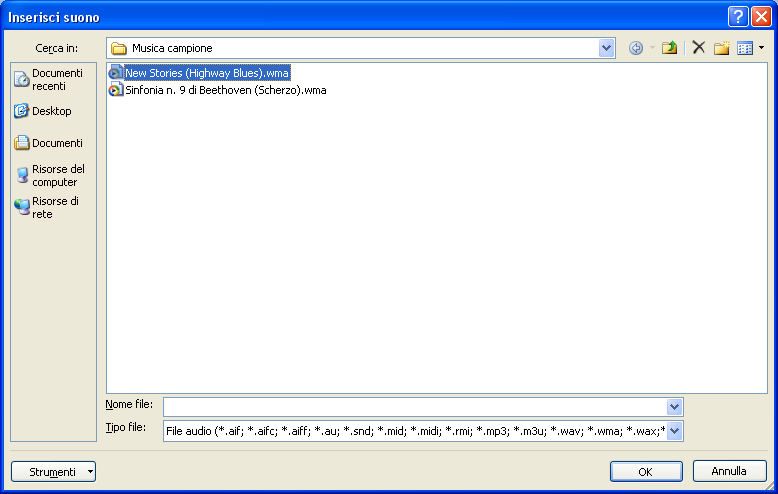 Inserisci suono
Cerca in:
Musica campione
Documenti
recenti
Desktop
Documenti
Risorse del
computer
Risorse di
rete
New Stories (Highway Blues).wma
Sinfonia n. 9 di Beethoven (Scherzo).wma
Nome file:
Tipo file:
File audio (*.aif; *.aifc; *.aiff; *.au; *.snd; *.mid; *.midi; *.rmi; *.mp3; *.m3u; *.wav; *.wma; *.wax;*
Strumenti
OK
Annulla